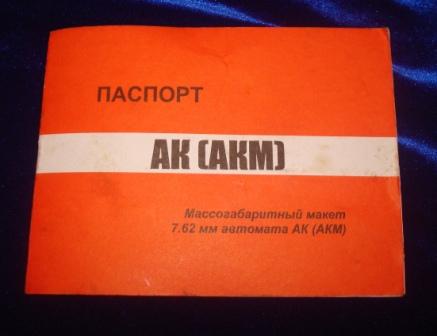 ПАСПОРТ
АК (АКМ)
Массогабаритный макет
7.62 мм автомата АК (АКМ)